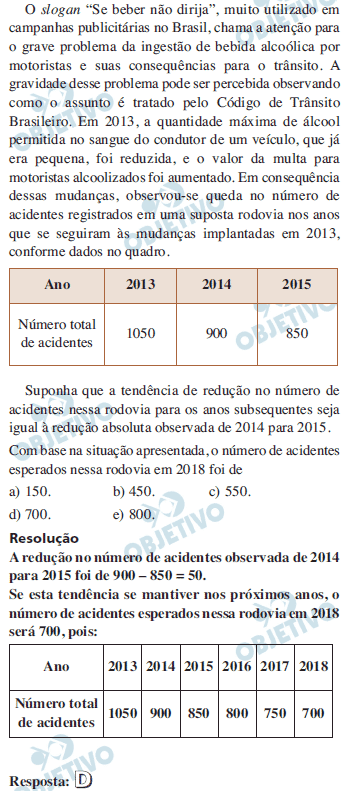 O slogan “Se beber não dirija”, muito utilizado em
campanhas publicitárias no Brasil, chama a atenção para
o grave problema da ingestão de bebida alcoólica por
motoristas e suas consequências para o trânsito. A
gravidade desse problema pode ser percebida observando
como o assunto é tratado pelo Código de Trânsito
Brasileiro. Em 2013, a quantidade máxima de álcool
permitida no sangue do condutor de um veículo, que já
era pequena, foi reduzida, e o valor da multa para
motoristas alcoolizados foi aumentado. Em consequência
dessas mudanças, observou-se queda no número de
acidentes registrados em uma suposta rodovia nos anos
que se seguiram às mudanças implantadas em 2013,
conforme dados no quadro.
Ano 2013 2014 2015
Número total
de acidentes 1050 900 850
Suponha que a tendência de redução no número de
acidentes nessa rodovia para os anos subsequentes seja
igual à redução absoluta observada de 2014 para 2015.
Com base na situação apresentada, o número de acidentes
esperados nessa rodovia em 2018 foi de
a) 150. b) 450. c) 550.
d) 700. e) 800.
Resolução
A redução no número de acidentes observada de 2014
para 2015 foi de 900 – 850 = 50.
Se esta tendência se mantiver nos próximos anos, o
número de acidentes esperados nessa rodovia em 2018
será 700, pois:
Ano 2013 2014 2015 2016 2017 2018
Número total
de acidentes 1050 900 850 800 750 700
Resposta: D
OBJETIVO
OBJETIVO
OBJETIVO
OBJETIVO
OBJETIVO
OBJETIVO
OBJETIVO